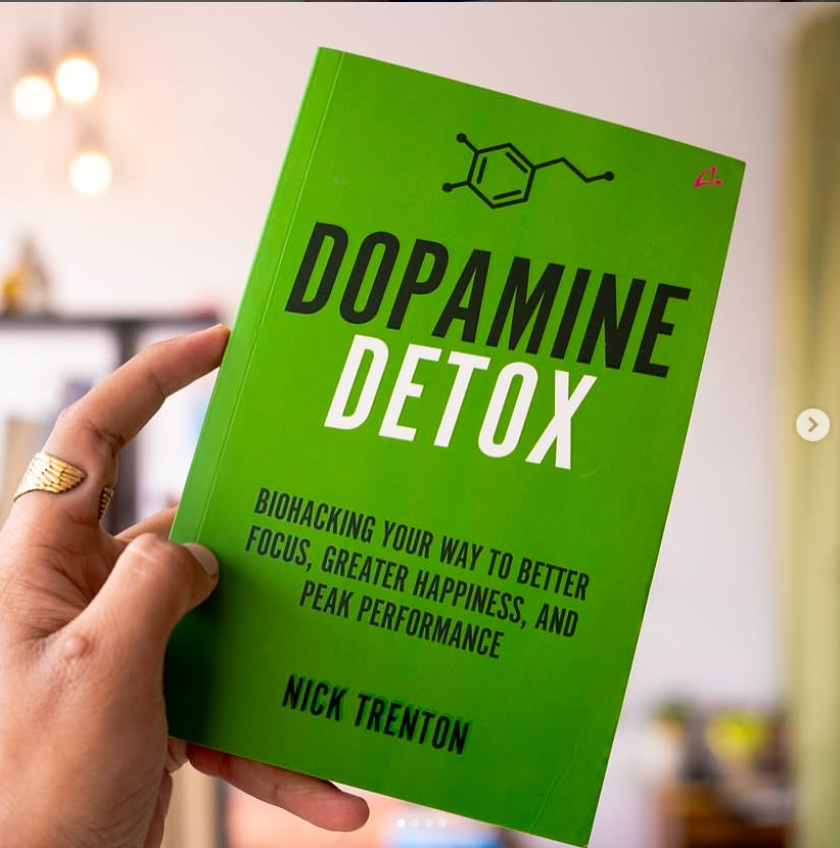 DOPAMINE
DETOX
BIOHACKING YOUR WAY TO BETTER
FOCUS, GREATER HAPPINESS, AND
PEAK PERFORMANCE
NICK TRENTON